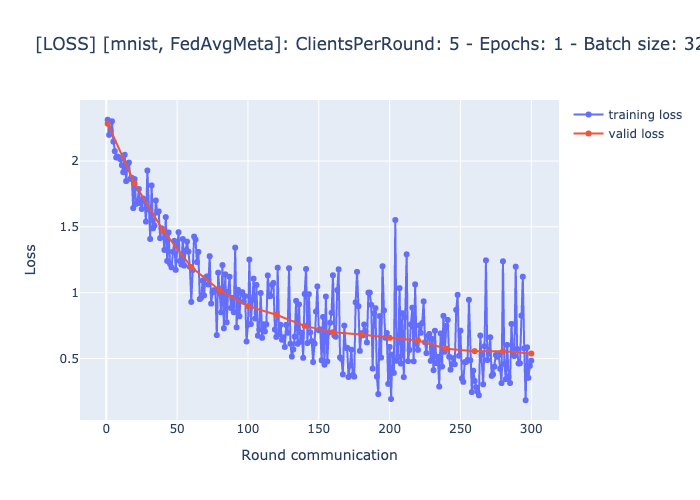 [LOSS] [mnist, FedAvgMeta]: ClientsPerRound: 5 - Epochs: 1 - Batch size: 32
training loss
valid loss
2
1.5
1
0.5
Loss
0
50
100
150
200
250
300
Round communication